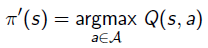 π′(s) = argmax Q(s, a)
a∈𝒜